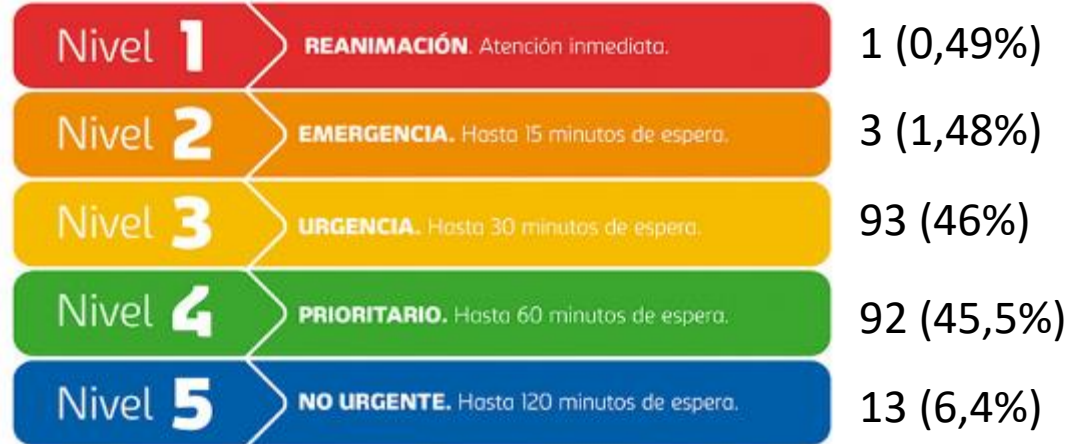 Nivel 1 REANIMACIÓN. Atención inmediata. 1 (0,49%)
Nivel 2 EMERGENCIA. Hasta 15 minutos de espera. 3 (1,48%)
Nivel 3 URGENCIA. Hasta 30 minutos de espera. 93 (46%)
Nivel 4 PRIORITARIO. Hasta 60 minutos de espera. 92 (45,5%)
Nivel 5 NO URGENTE. Hasta 120 minutos de espera. 13 (6,4%)